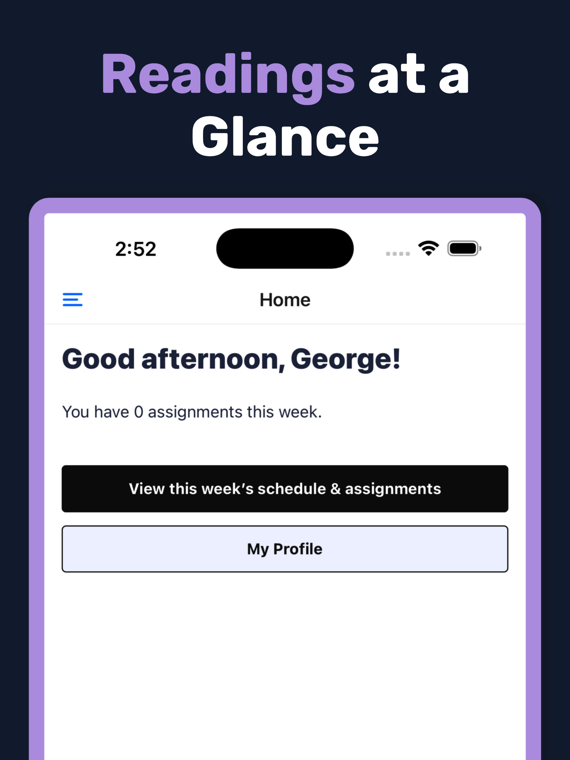 Readings at a
Glance
2:52
Home
Good afternoon, George!
You have 0 assignments this week.
View this week’s schedule & assignments
My Profile